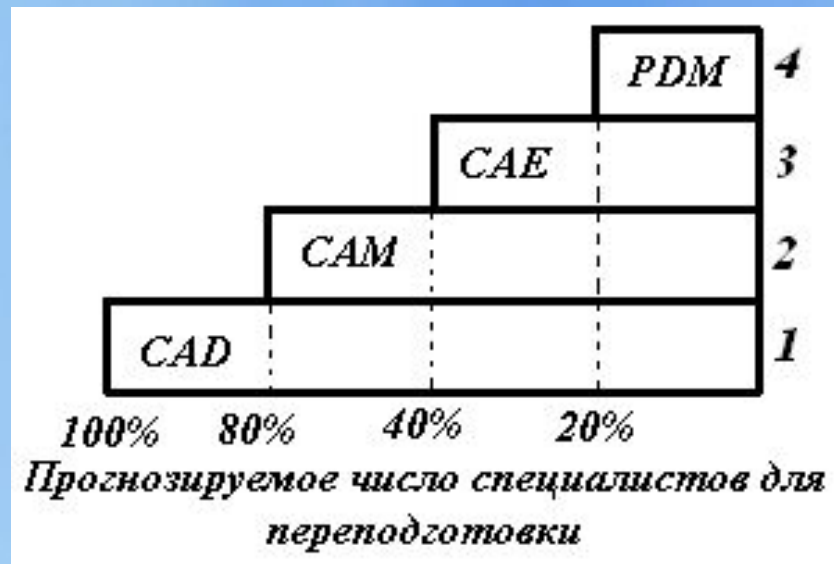 PDM 4
CAE 3
CAM 2
CAD 1
100% 80% 40% 20%
Прогнозируемое число специалистов для
переподготовки